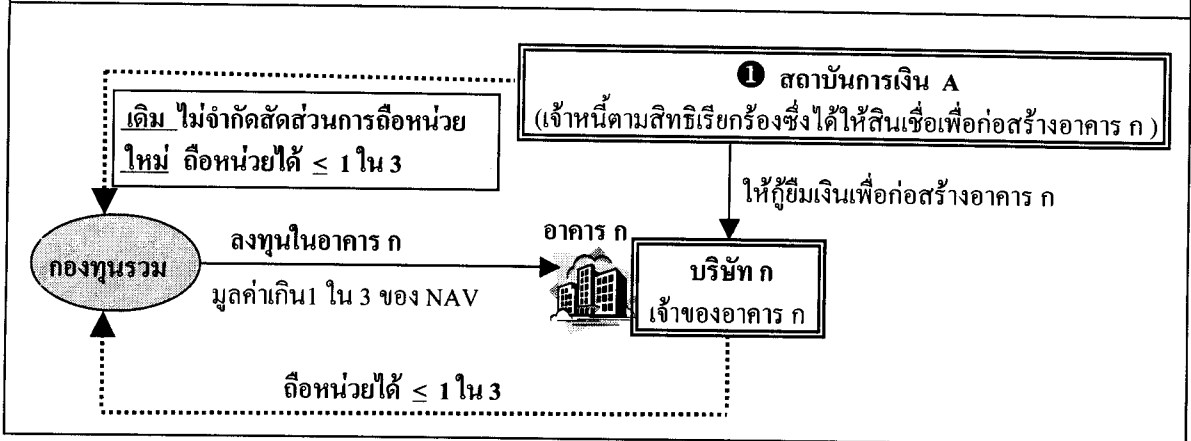 ❶ สถาบันการเงิน A
(เจ้าหนี้ตามสิทธิเรียกร้องซึ่งได้ให้สินเชื่อเพื่อก่อสร้างอาคาร ก )
เดิม ไม่จำกัดสัดส่วนการถือหน่วย
ใหม่ ถือหน่วยได้ ≤ 1 ใน 3
ให้กู้ยืมเงินเพื่อก่อสร้างอาคาร ก
กองทุนรวม
ลงทุนในอาคาร ก
มูลค่าเกิน1 ใน 3 ของ NAV
อาคาร ก
บริษัท ก
เจ้าของอาคาร ก
ถือหน่วยได้ ≤ 1 ใน 3